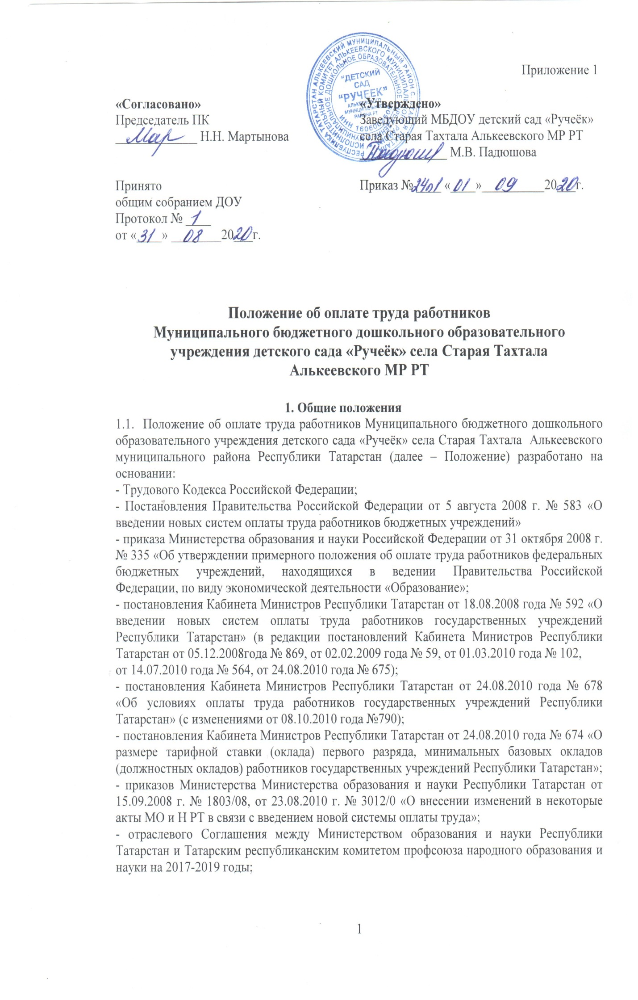 Приложение 1
«Согласовано»
Председатель ПК
Н.Н. Мартынова
«Утверждено»
Заведующий МБДОУ детский сад «Ручеёк»
села Старая Тахтала Алькеевского МР РТ
М.В. Падюшова
"ДЕТСКИЙ
САД
"РУЧЕЕК"
АЛЬКЕЕВСКОГО
МУНИЦИПАЛЬНОГО
РАЙОНА РТ
Приказ № «01» 09 2020г.
Принято
общим собранием ДОУ
Протокол № 1
от «31» 08 2020г.
Положение об оплате труда работников
Муниципального бюджетного дошкольного образовательного
учреждения детского сада «Ручеёк» села Старая Тахтала
Алькеевского МР РТ
1. Общие положения
1.1. Положение об оплате труда работников Муниципального бюджетного дошкольного
образовательного учреждения детского сада «Ручеёк» села Старая Тахтала Алькеевского
муниципального района Республики Татарстан (далее – Положение) разработано на
основании:
- Трудового Кодекса Российской Федерации;
- Постановления Правительства Российской Федерации от 5 августа 2008 г. № 583 «О
введении новых систем оплаты труда работников бюджетных учреждений»
- приказа Министерства образования и науки Российской Федерации от 31 октября 2008 г.
№ 335 «Об утверждении примерного положения об оплате труда работников федеральных
бюджетных учреждений, находящихся в ведении Правительства Российской
Федерации, по виду экономической деятельности «Образование»;
- постановления Кабинета Министров Республики Татарстан от 18.08.2008 года № 592 «О
введении новых систем оплаты труда работников государственных учреждений
Республики Татарстан» (в редакции постановлений Кабинета Министров Республики
Татарстан от 05.12.2008года № 869, от 02.02.2009 года № 59, от 01.03.2010 года № 102,
от 14.07.2010 года № 564, от 24.08.2010 года № 675);
- постановления Кабинета Министров Республики Татарстан от 24.08.2010 года № 678
«Об условиях оплаты труда работников государственных учреждений Республики
Татарстан» (с изменениями от 08.10.2010 года №790);
- постановления Кабинета Министров Республики Татарстан от 24.08.2010 года № 674 «О
размере тарифной ставки (оклада) первого разряда, минимальных базовых окладов
(должностных окладов) работников государственных учреждений Республики Татарстан»;
- приказов Министерства Министерства образования и науки Республики Татарстан от
15.09.2008 г. № 1803/08, от 23.08.2010 г. № 3012/0 «О внесении изменений в некоторые
акты МО и Н РТ в связи с введением новой системы оплаты труда»;
- отраслевого Соглашения между Министерством образования и науки Республики
Татарстан и Татарским республиканским комитетом профсоюза народного образования и
науки на 2017-2019 годы;
1